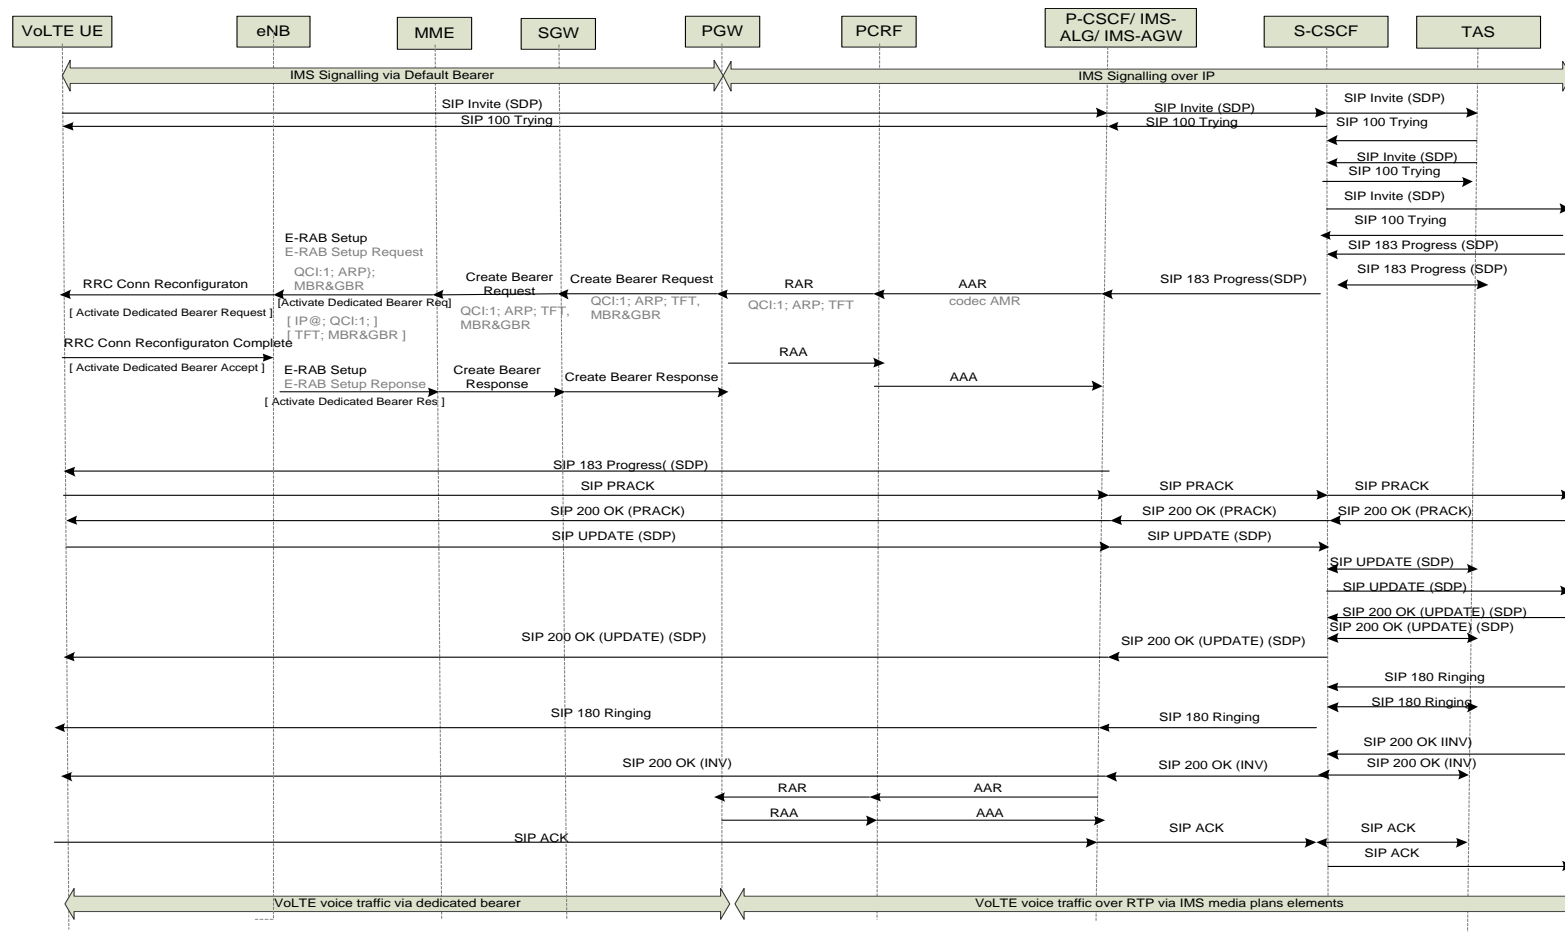 VoLTE UE
eNB
MME
SGW
PGW
PCRF
P-CSCF/ IMS-
ALG/ IMS-AGW
S-CSCF
TAS
IMS Signalling via Default Bearer
IMS Signalling over IP
SIP Invite (SDP)
SIP Invite (SDP)
SIP Invite (SDP)
SIP 100 Trying
SIP 100 Trying
SIP 100 Trying
SIP Invite (SDP)
SIP 100 Trying
SIP Invite (SDP)
SIP 100 Trying
SIP 183 Progress (SDP)
SIP 183 Progress (SDP)
SIP 183 Progress(SDP)
AAR
codec AMR
RAR
QCI:1; ARP; TFT
Create Bearer Request
QCI:1; ARP; TFT,
MBR&GBR
Create Bearer
Request
QCI:1; ARP; TFT,
MBR&GBR
E-RAB Setup
E-RAB Setup Request
QCI:1; ARP};
MBR&GBR
[Activate Dedicated Bearer Req]
[ IP@; QCI:1; ]
[ TFT; MBR&GBR ]
RRC Conn Reconfiguraton
[ Activate Dedicated Bearer Request ]
RRC Conn Reconfiguraton Complete
[ Activate Dedicated Bearer Accept ]
E-RAB Setup
E-RAB Setup Reponse
[ Activate Dedicated Bearer Res ]
Create Bearer
Response
Create Bearer Response
RAA
AAA
SIP 183 Progress( (SDP)
SIP PRACK
SIP PRACK
SIP PRACK
SIP 200 OK (PRACK)
SIP 200 OK (PRACK)
SIP 200 OK (PRACK)
SIP UPDATE (SDP)
SIP UPDATE (SDP)
SIP UPDATE (SDP)
SIP UPDATE (SDP)
SIP 200 OK (UPDATE) (SDP)
SIP 200 OK (UPDATE) (SDP)
SIP 200 OK (UPDATE) (SDP)
SIP 200 OK (UPDATE) (SDP)
SIP 180 Ringing
SIP 180 Ringing
SIP 180 Ringing
SIP 180 Ringing
SIP 200 OK IINV)
SIP 200 OK (INV)
SIP 200 OK (INV)
SIP 200 OK (INV)
RAR
AAR
RAA
AAA
SIP ACK
SIP ACK
SIP ACK
SIP ACK
VoLTE voice traffic via dedicated bearer
VoLTE voice traffic over RTP via IMS media plans elements